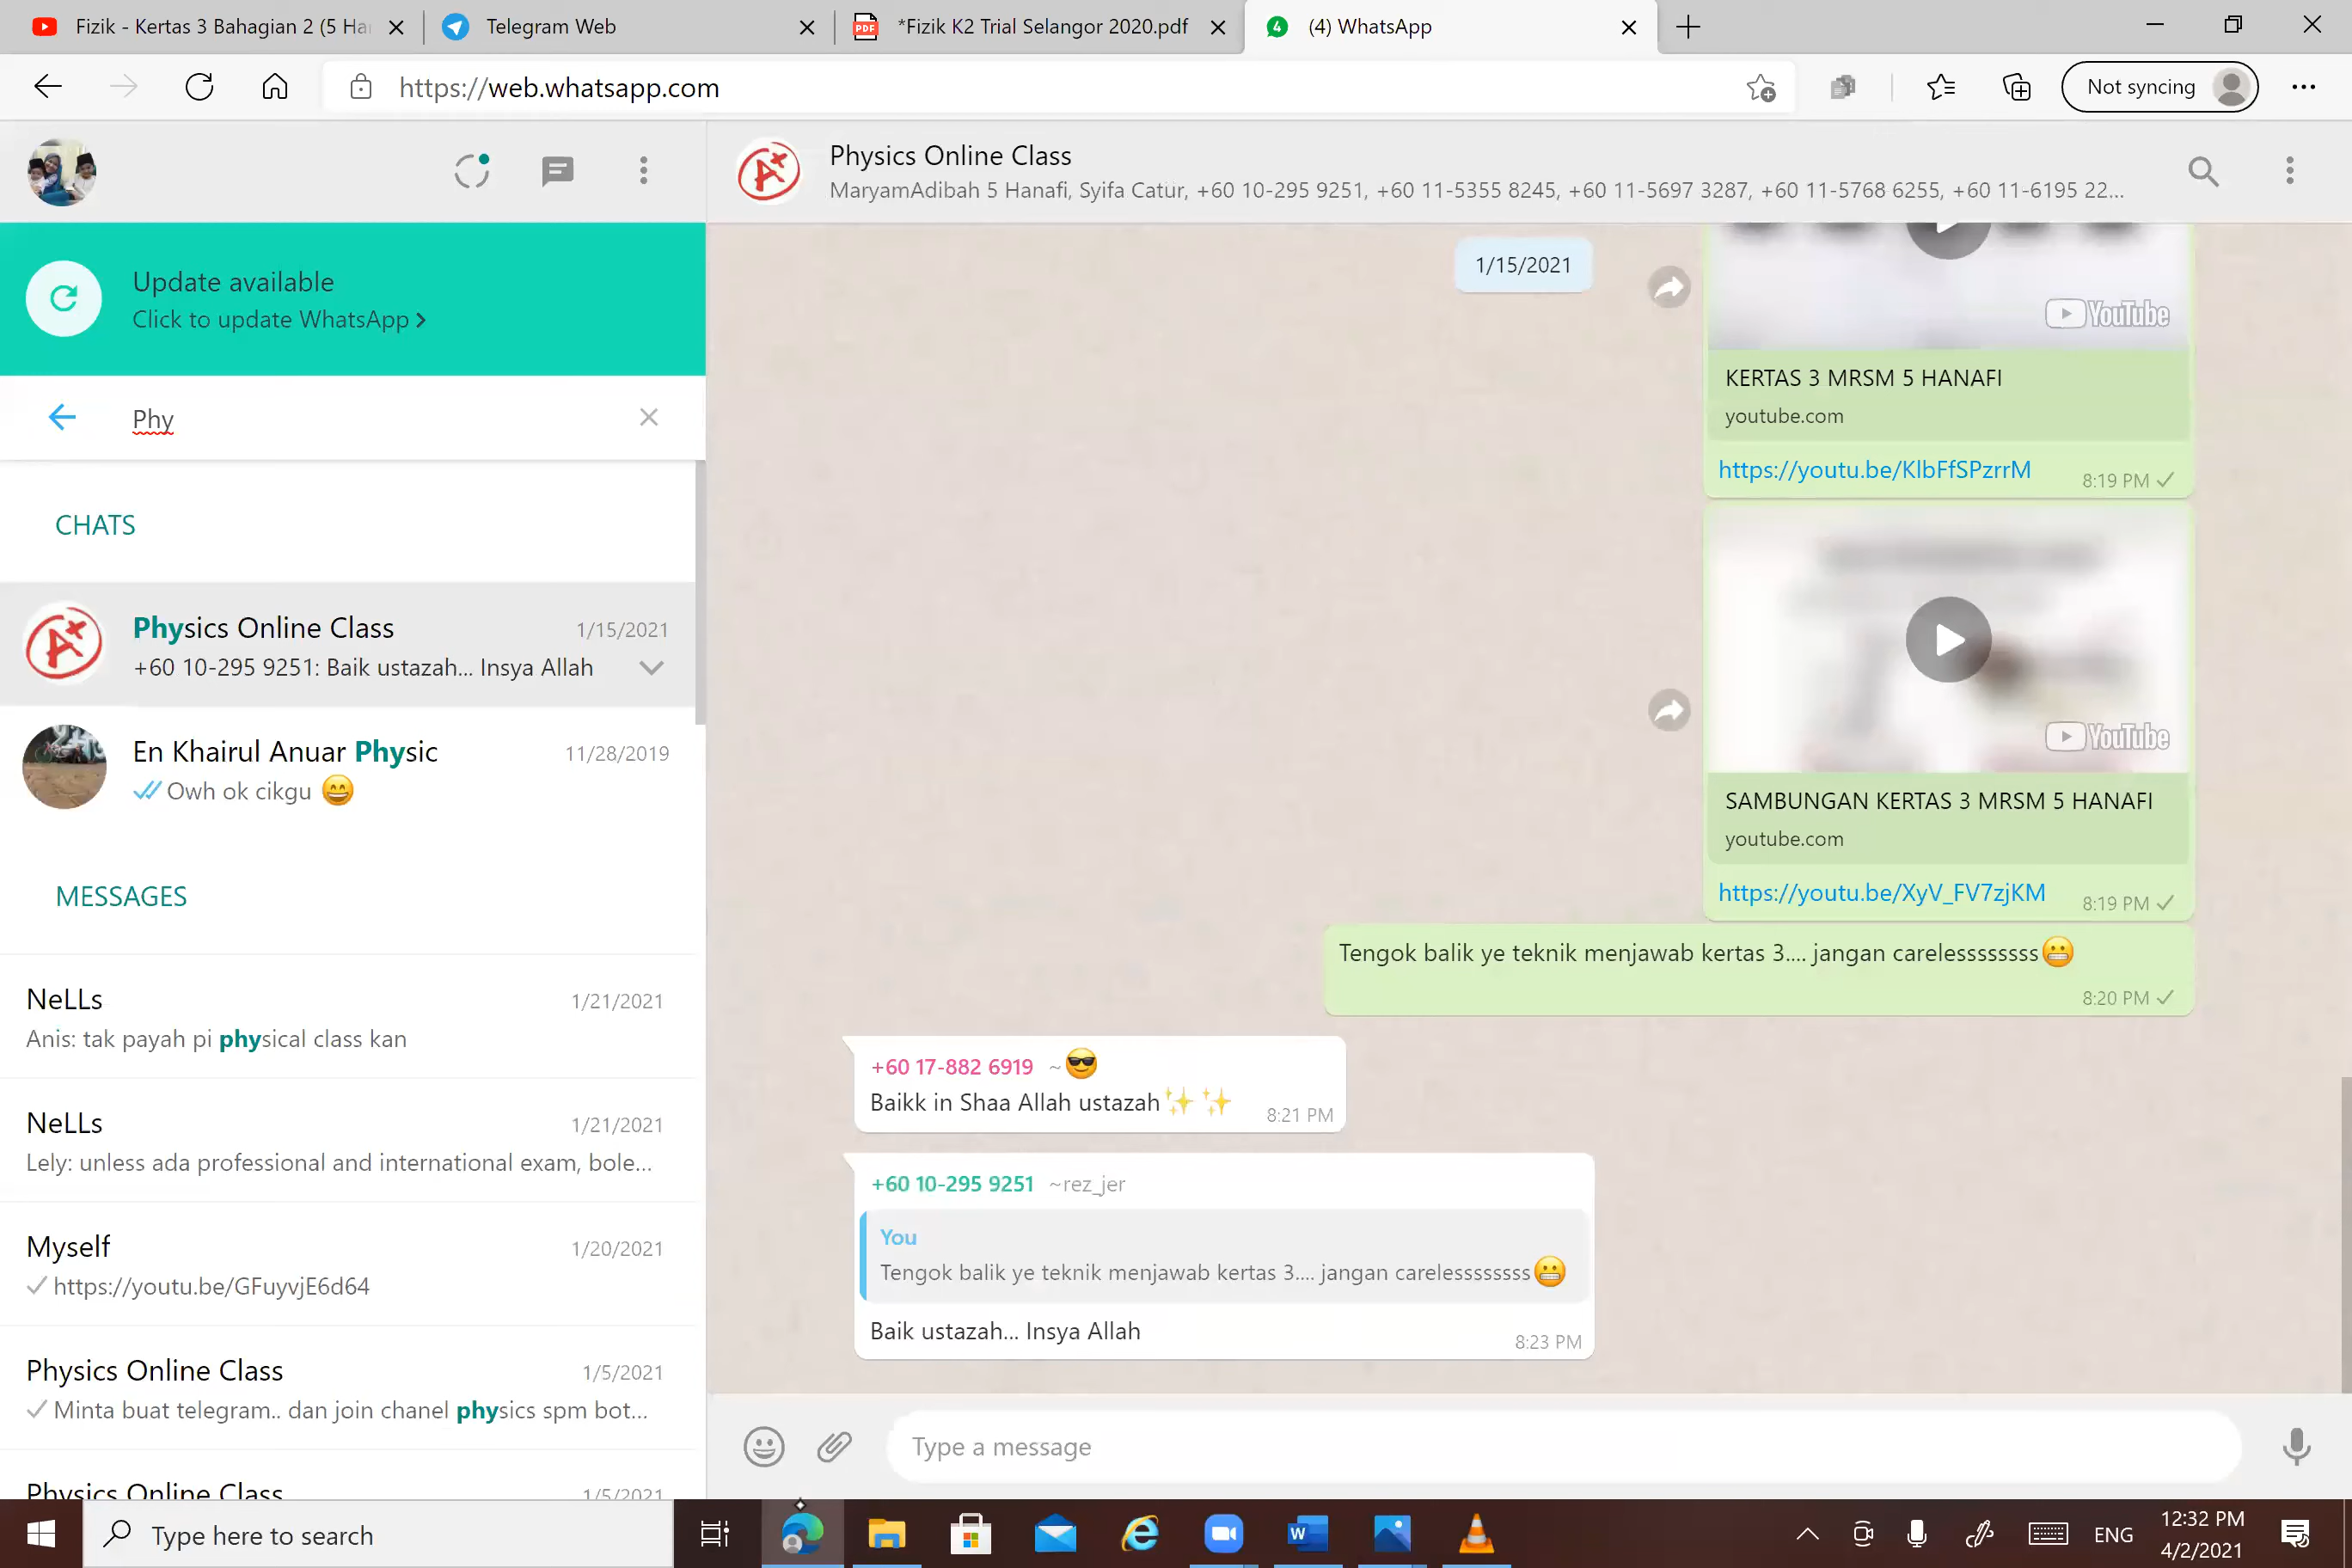 Fizik - Kertas 3 Bahagian 2 (5 Ha
Telegram Web
PDF
*Fizik K2 Trial Selangor 2020.pdf
4
(4) WhatsApp
https://web.whatsapp.com
Not syncing
Physics Online Class
MaryamAdibah 5 Hanafi, Syifa Catur, +60 10-295 9251, +60 11-5355 8245, +60 11-5697 3287, +60 11-5768 6255, +60 11-6195 22...
Update available
Click to update WhatsApp
Phy
CHATS
Physics Online Class
1/15/2021
+60 10-295 9251: Baik ustazah... Insya Allah
En Khairul Anuar Physic
11/28/2019
Owh ok cikgu 😄
MESSAGES
NeLLs
1/21/2021
Anis: tak payah pi physical class kan
NeLLs
1/21/2021
Lely: unless ada professional and international exam, bole...
Myself
1/20/2021
https://youtu.be/GFuyvjE6d64
Physics Online Class
1/5/2021
Minta buat telegram.. dan join chanel physics spm bot...
Physics Online Class
1/5/2021
1/15/2021
YouTube
KERTAS 3 MRSM 5 HANAFI
youtube.com
https://youtu.be/KlbFfSPzrrM
8:19 PM
YouTube
SAMBUNGAN KERTAS 3 MRSM 5 HANAFI
youtube.com
https://youtu.be/XyV_FV7zjKM
8:19 PM
Tengok balik ye teknik menjawab kertas 3.... jangan carelessssssss😬
8:20 PM
+60 17-882 6919 ~😎
Baikk in Shaa Allah ustazah✨ ✨
8:21 PM
+60 10-295 9251 ~rez_jer
You
Tengok balik ye teknik menjawab kertas 3.... jangan carelessssssss😬
Baik ustazah... Insya Allah
8:23 PM
Type a message
Type here to search
W
ENG
12:32 PM
4/2/2021